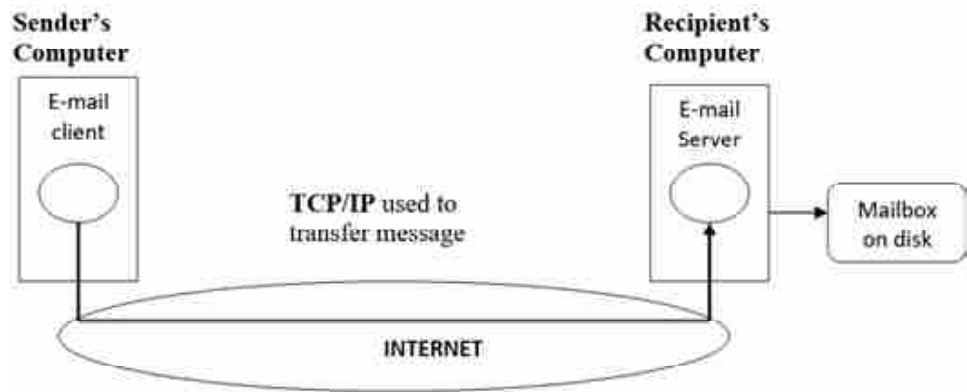 Sender's
Computer
E-mail
client
TCP/IP used to
transfer message
INTERNET
Recipient's
Computer
E-mail
Server
Mailbox
on disk